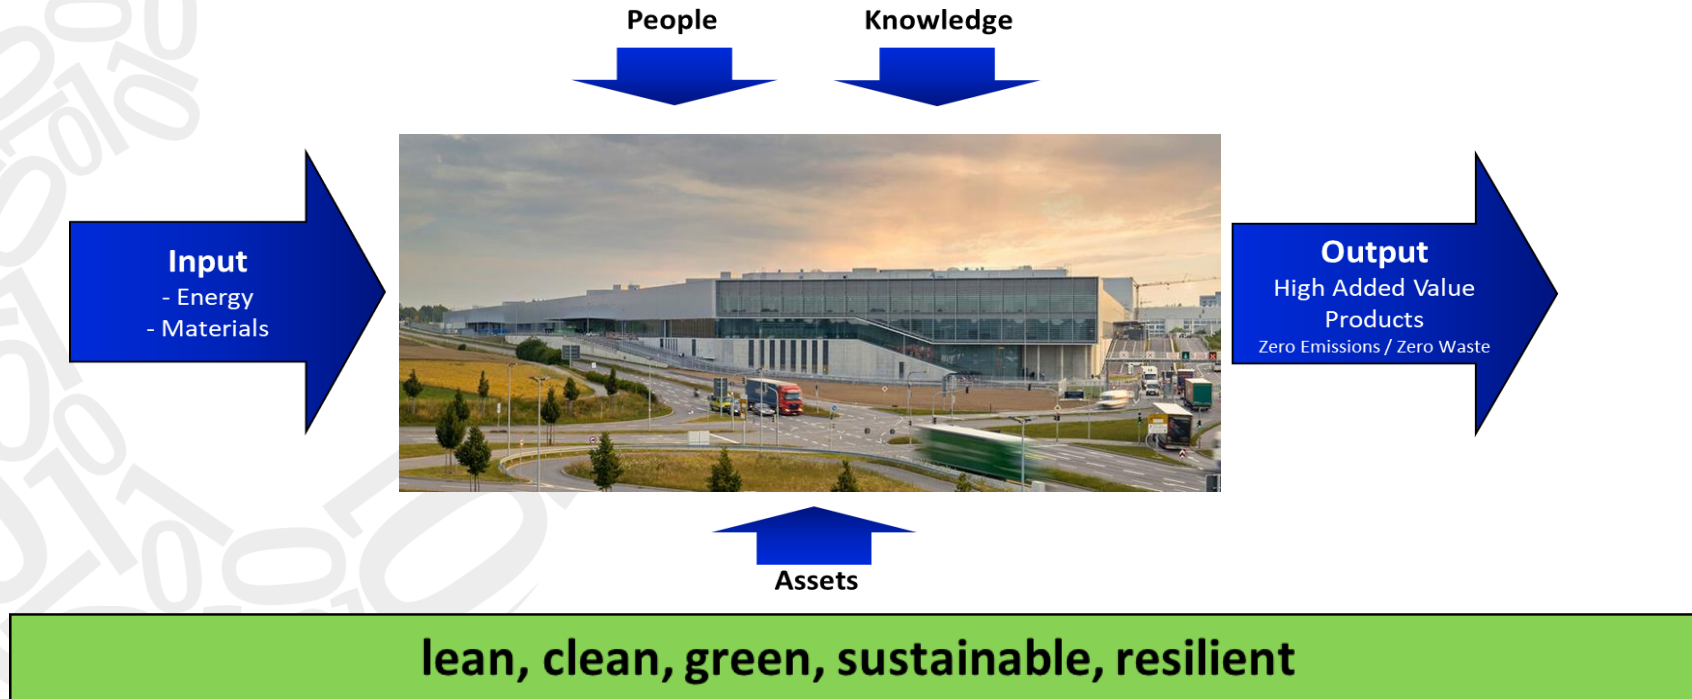 People
Knowledge
Input
- Energy
- Materials
Output
High Added Value
Products
Zero Emissions / Zero Waste
Assets
lean, clean, green, sustainable, resilient